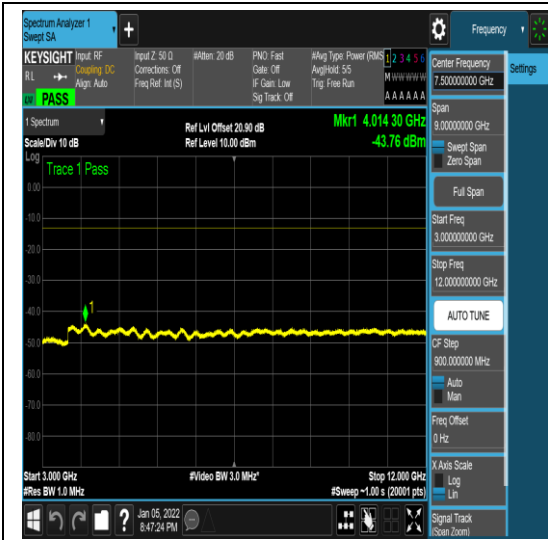 Spectrum Analyzer 1
Swept SA
Frequency
KEYSIGHT
Input: RF
Input Z: 50 Ω
#Atten: 20 dB
PNO: Fast
#Avg Type: Power (RMS
1 2 3 4 5 6
RL
Coupling: DC
Corrections: Off
Gate: Off
Avg|Hold: 5/5
M W W W W W
Align: Auto
Freq Ref: Int (S)
IF Gain: Low
Trig: Free Run
Sig Track: Off
A A A A A A
PASS
1 Spectrum
Ref Lvl Offset 20.90 dB
Mkr1 4.014 30 GHz
Scale/Div 10 dB
Ref Level 10.00 dBm
-43.76 dBm
Log
Trace 1 Pass
0.00
-10.0
-20.0
-30.0
-40.0
1
-50.0
-60.0
-70.0
-80.0
Start 3.000 GHz
#Video BW 3.0 MHz*
Stop 12.000 GHz
#Res BW 1.0 MHz
#Sweep ~1.00 s (20001 pts)
Jan 05, 2022
8:47:24 PM
Center Frequency
7.500000000 GHz
Settings
Span
9.00000000 GHz
Swept Span
Zero Span
Full Span
Start Freq
3.000000000 GHz
Stop Freq
12.000000000 GHz
AUTO TUNE
CF Step
900.000000 MHz
Auto
Man
Freq Offset
0 Hz
X Axis Scale
Log
Lin
Signal Track
(Span Zoom)